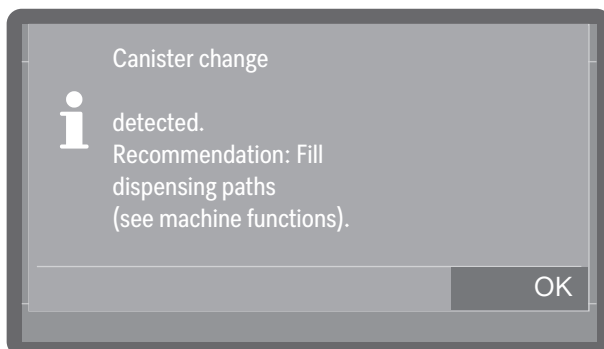 Canister change
detected.
Recommendation: Fill
dispensing paths
(see machine functions).
OK